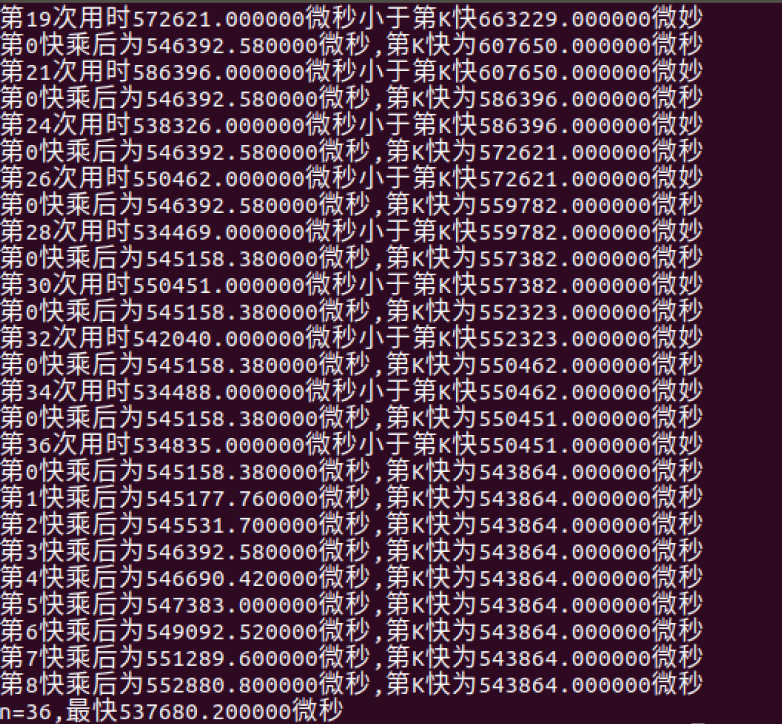 第19次用时572621.000000微秒小于第K快663229.000000微妙
第0快乘后为546392.580000微秒,第K快为607650.000000微秒
第21次用时586396.000000微秒小于第K快607650.000000微妙
第0快乘后为546392.580000微秒,第K快为586396.000000微秒
第24次用时538326.000000微秒小于第K快586396.000000微妙
第0快乘后为546392.580000微秒,第K快为572621.000000微秒
第26次用时550462.000000微秒小于第K快572621.000000微妙
第0快乘后为546392.580000微秒,第K快为559782.000000微秒
第28次用时534469.000000微秒小于第K快559782.000000微妙
第0快乘后为545158.380000微秒,第K快为557382.000000微秒
第30次用时550451.000000微秒小于第K快557382.000000微妙
第0快乘后为545158.380000微秒,第K快为552323.000000微秒
第32次用时542040.000000微秒小于第K快552323.000000微妙
第0快乘后为545158.380000微秒,第K快为550462.000000微秒
第34次用时534488.000000微秒小于第K快550462.000000微妙
第0快乘后为545158.380000微秒,第K快为550451.000000微秒
第36次用时534835.000000微秒小于第K快550451.000000微妙
第0快乘后为545158.380000微秒,第K快为543864.000000微秒
第1快乘后为545177.760000微秒,第K快为543864.000000微秒
第2快乘后为545531.700000微秒,第K快为543864.000000微秒
第3快乘后为546392.580000微秒,第K快为543864.000000微秒
第4快乘后为546690.420000微秒,第K快为543864.000000微秒
第5快乘后为547383.000000微秒,第K快为543864.000000微秒
第6快乘后为549092.520000微秒,第K快为543864.000000微秒
第7快乘后为551289.600000微秒,第K快为543864.000000微秒
第8快乘后为552880.800000微秒,第K快为543864.000000微秒
n=36,最快537680.200000微秒